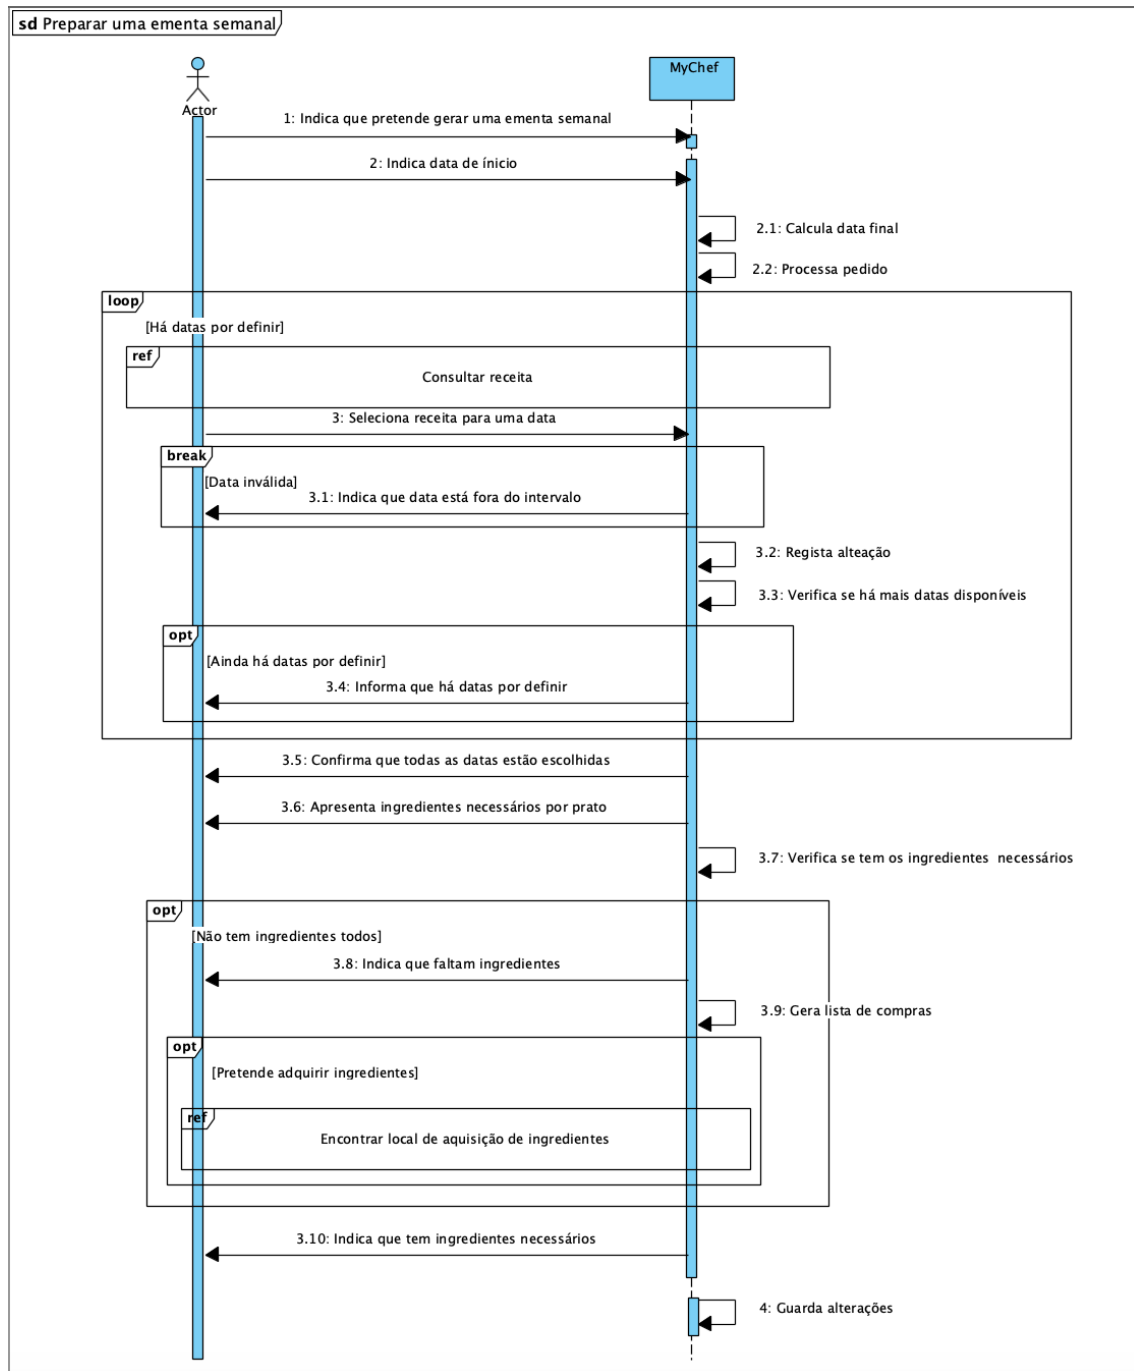 sd Preparar uma ementa semanal
MyChef
Actor
1: Indica que pretende gerar uma ementa semanal
2: Indica data de ínicio
2.1: Calcula data final
2.2: Processa pedido
loop
[Há datas por definir]
ref
Consultar receita
3: Seleciona receita para uma data
break
[Data inválida]
3.1: Indica que data está fora do intervalo
3.2: Regista alteação
3.3: Verifica se há mais datas disponíveis
opt
[Ainda há datas por definir]
3.4: Informa que há datas por definir
3.5: Confirma que todas as datas estão escolhidas
3.6: Apresenta ingredientes necessários por prato
3.7: Verifica se tem os ingredientes necessários
opt
[Não tem ingredientes todos]
3.8: Indica que faltam ingredientes
3.9: Gera lista de compras
opt
[Pretende adquirir ingredientes]
ref
Encontrar local de aquisição de ingredientes
3.10: Indica que tem ingredientes necessários
4: Guarda alterações